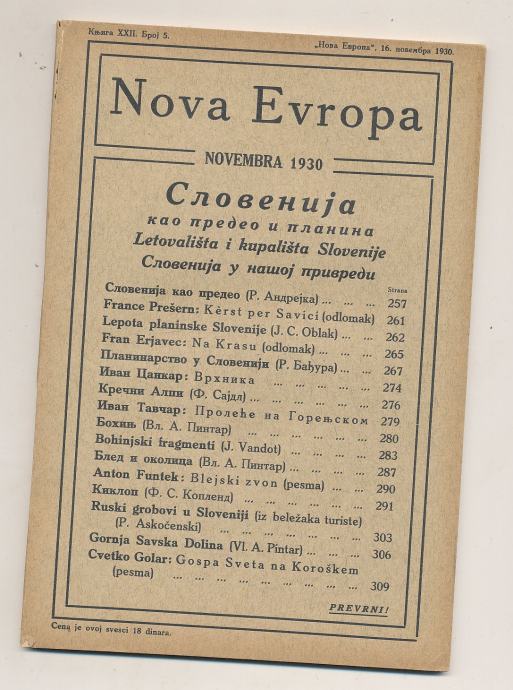 Књига XXII. Број 5.
„Нова Европа“, 16. новембра 1930.
Nova Evropa
NOVEMBRA 1930
Словенија
као предео и планина
Letovališta i kupališta Slovenije
Словенија у нашој привреди
Strana
Словенија као предео (Р. Андрејка) ... ... ... 257
France Prešern: Kèrst per Savici (odlomak) 261
Lepota planinske Slovenije (J. C. Oblak) ... ... 262
Fran Erjavec: Na Krasu (odlomak) ... ... ... 265
Планинарство у Словенији (Р. Бађура) ... ... 267
Иван Цанкар: Врхника ... ... ... ... ... 274
Кречни Алпи (Ф. Сајдл) ... ... ... ... ... ... 276
Иван Тавчар: Пролеће на Горењском 279
Бохињ (Вл. А. Пинтар) ... ... ... ... ... ... 280
Bohinjski fragmenti (J. Vandot) ... ... ... ... 283
Блед и околица (Вл. А. Пинтар) ... ... ... ... 287
Anton Funtek: Blejski zvon (pesma) ... ... 290
Киклоп (Ф. С. Копленд) ... ... ... ... ... ... 291
Ruski grobovi u Sloveniji (iz beležaka turiste)
(P. Askoćenski) ... ... ... ... ... ... ... 303
Gornja Savska Dolina (Vl. A. Pintar) ... ... ... 306
Cvetko Golar: Gospa Sveta na Koroškem
(pesma) ... ... ... ... ... ... ... ... ... 309
PREVRNI!
Cena je ovoj svesci 18 dinara.